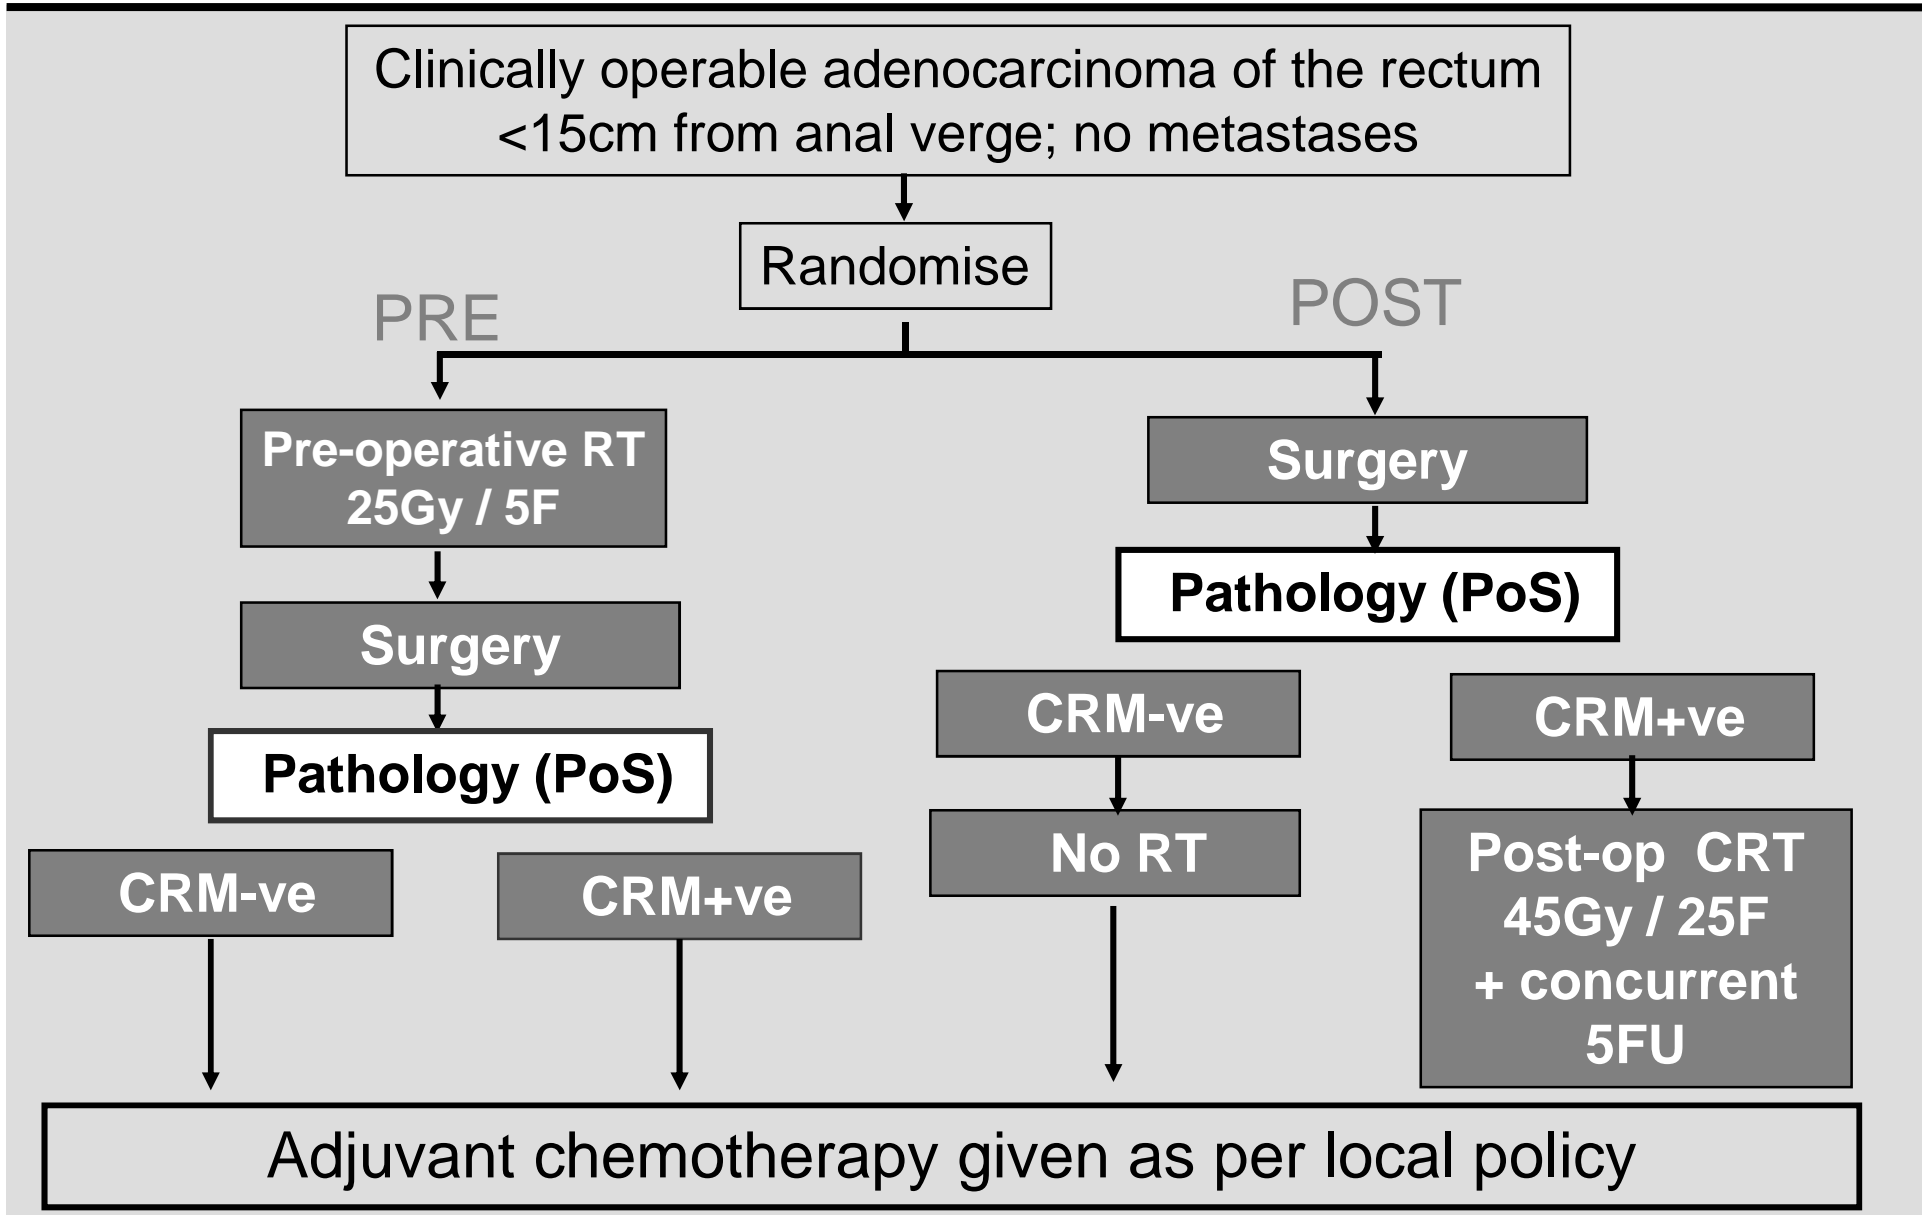 Clinically operable adenocarcinoma of the rectum
<15cm from anal verge; no metastases
Randomise
PRE
POST
Pre-operative RT
25Gy / 5F
Surgery
Pathology (PoS)
CRM-ve
CRM+ve
Surgery
Pathology (PoS)
CRM-ve
CRM+ve
No RT
Post-op CRT
45Gy / 25F
+ concurrent
5FU
Adjuvant chemotherapy given as per local policy